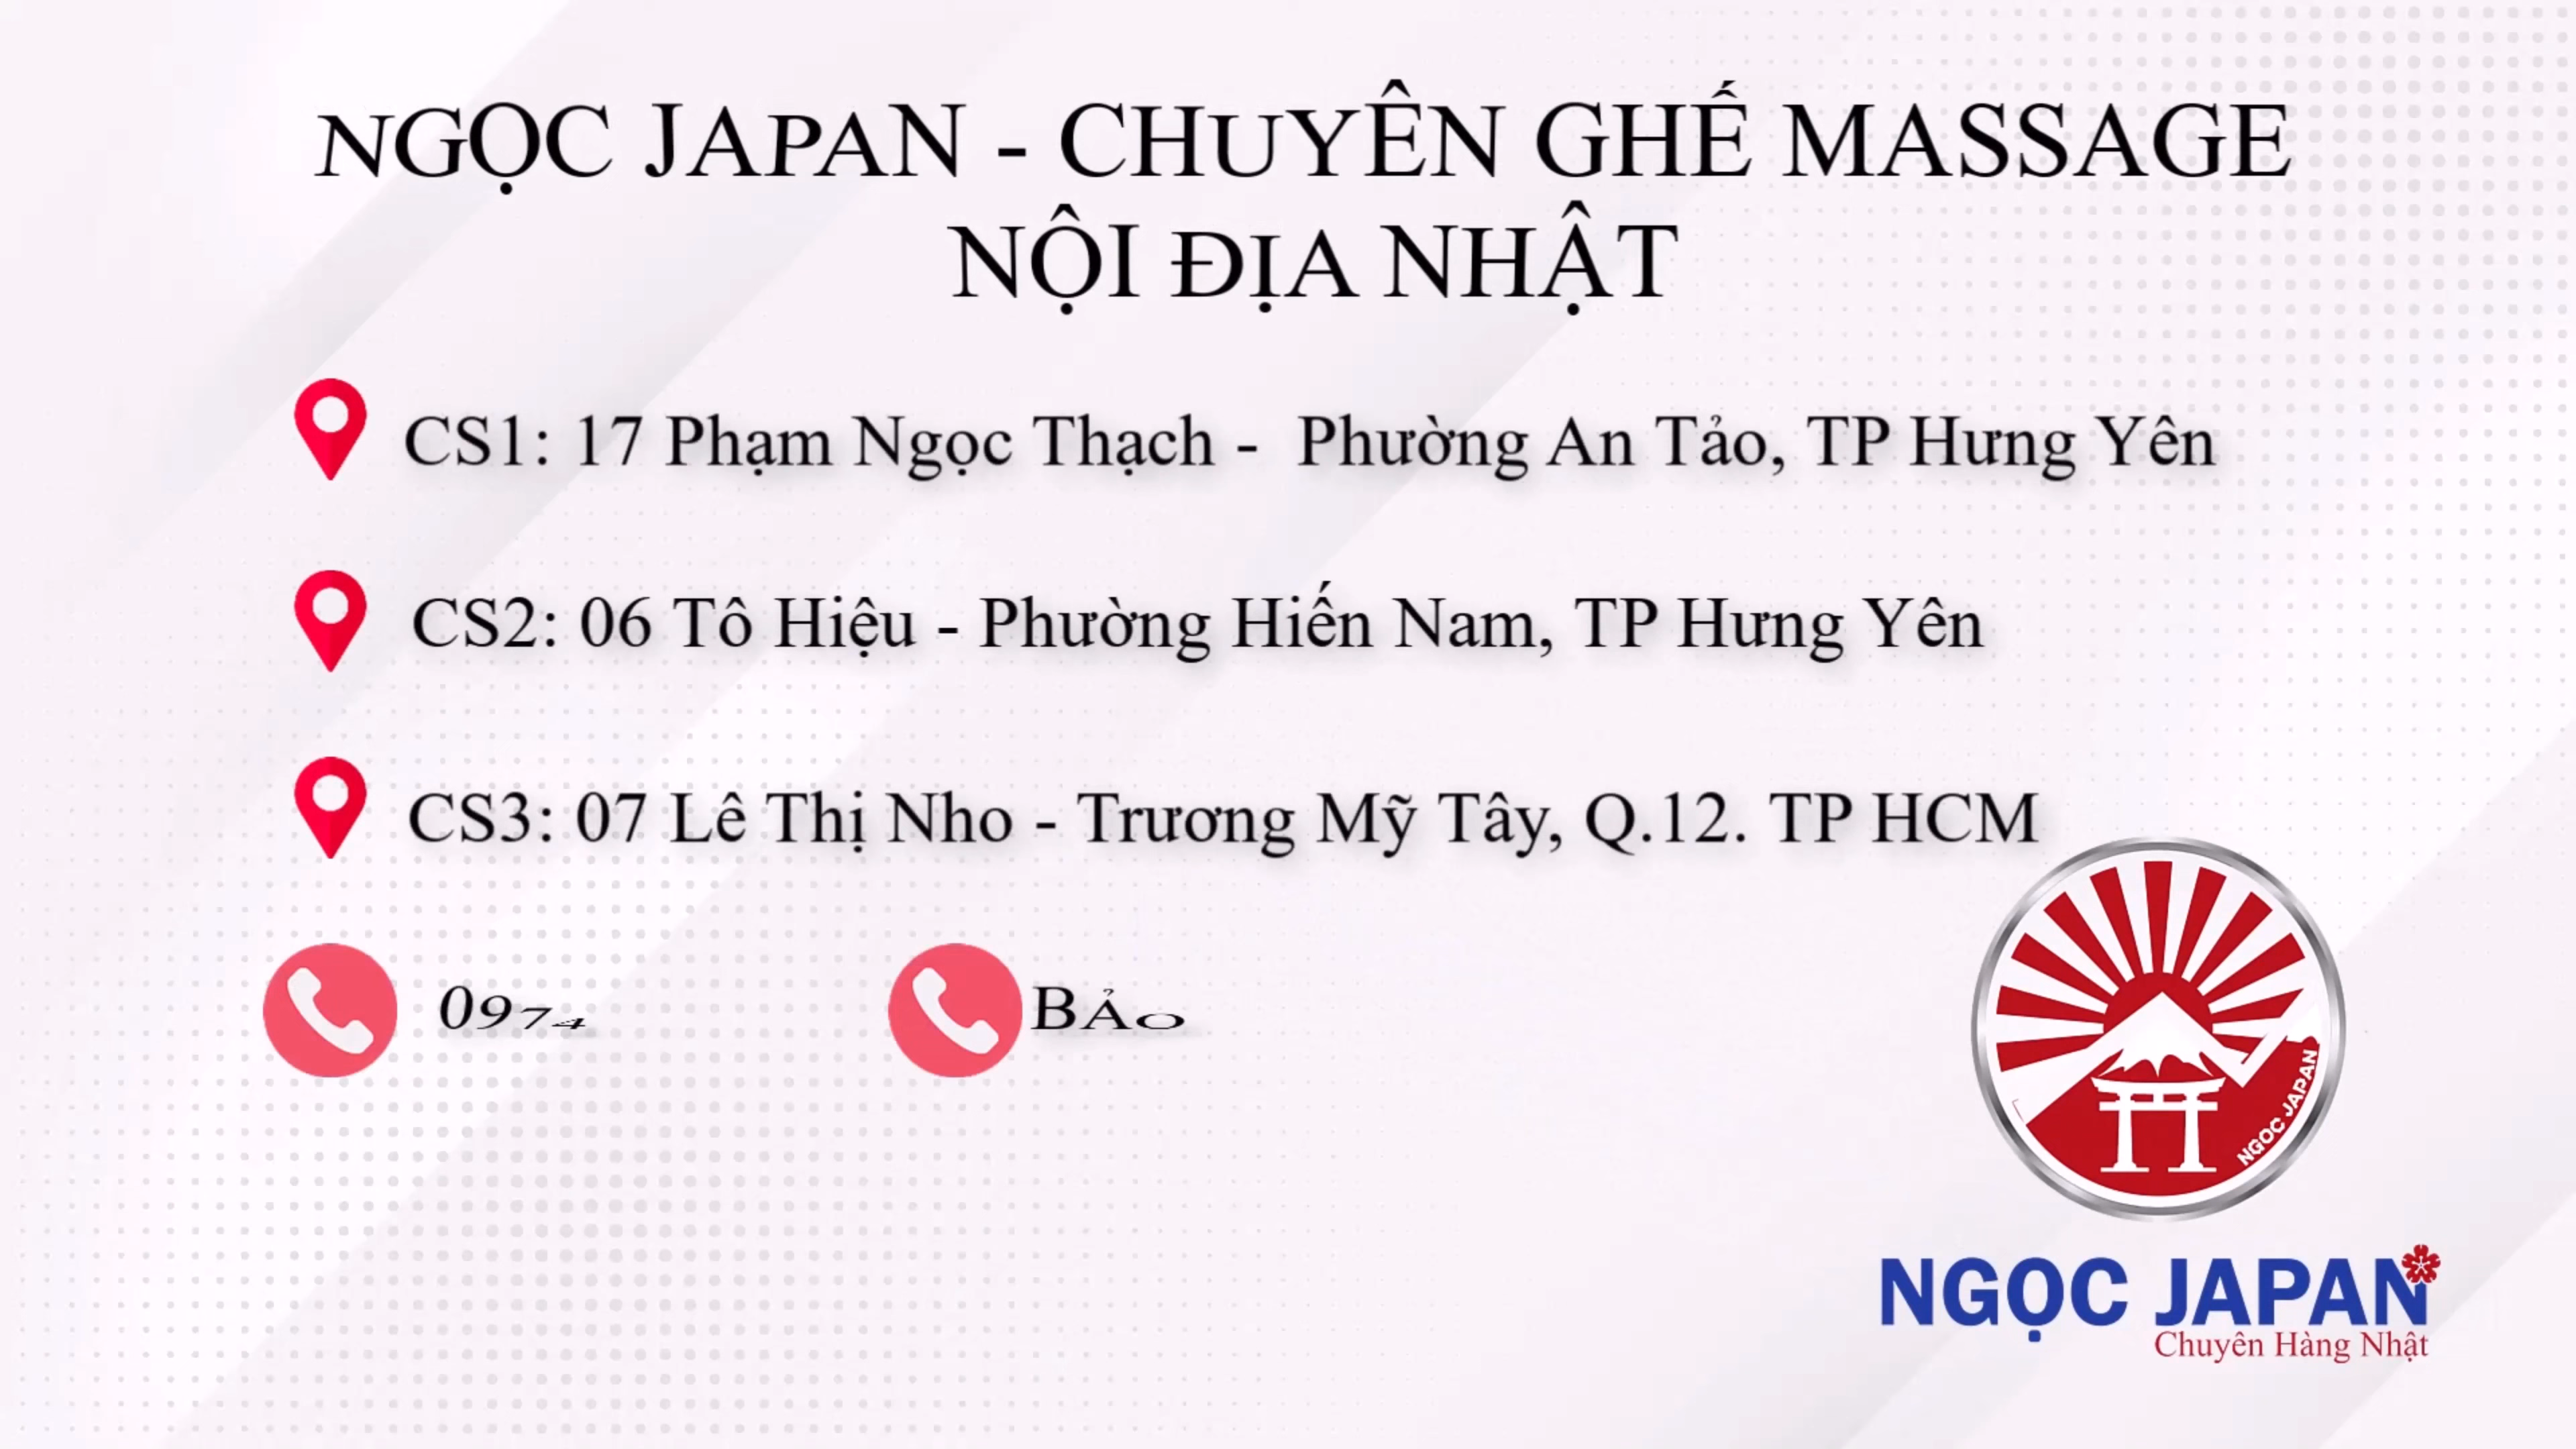 NGỌC JAPAN - CHUYÊN GHẾ MASSAGE
NỘI ĐỊA NHẬT
CS1: 17 Phạm Ngọc Thạch - Phường An Tảo, TP Hưng Yên
CS2: 06 Tô Hiệu - Phường Hiến Nam, TP Hưng Yên
CS3: 07 Lê Thị Nho - Trương Mỹ Tây, Q.12. TP HCM
0974
BẢO
NGOC JAPAN
NGỌC JAPAN
Chuyên Hàng Nhật